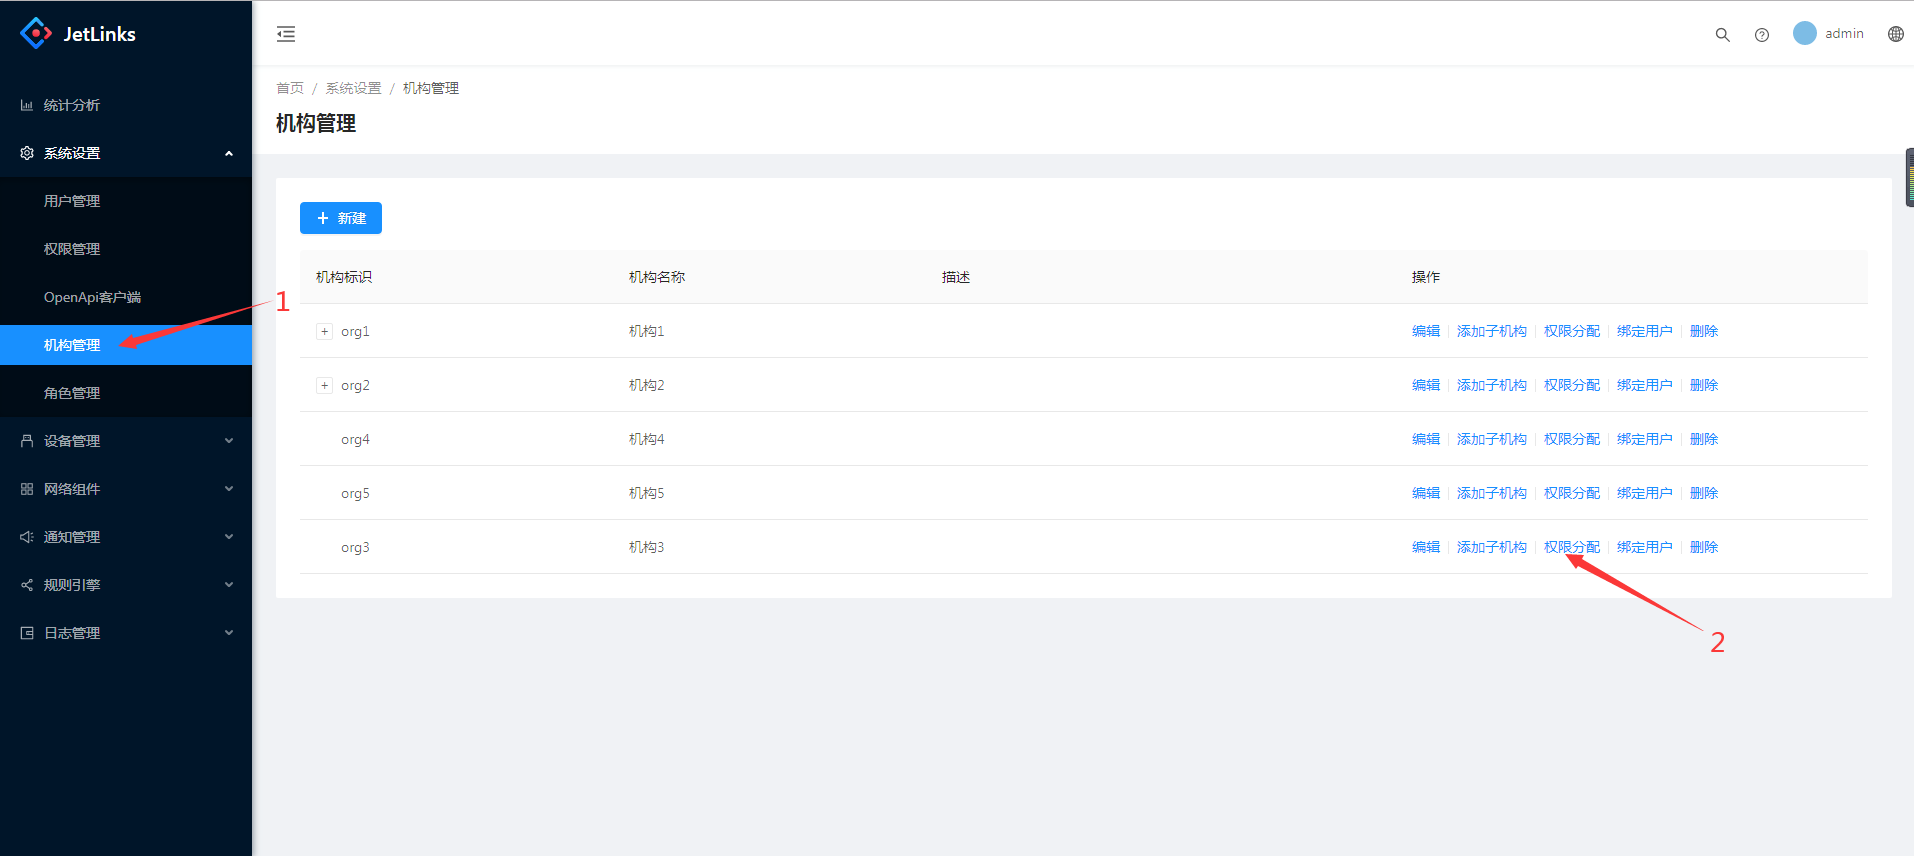 JetLinks
admin
首页 / 系统设置 / 机构管理
机构管理
统计分析
系统设置
用户管理
权限管理
OpenApi客户端
机构管理
角色管理
设备管理
网络组件
通知管理
规则引擎
日志管理
1
+ 新建
机构标识 机构名称 描述 操作
+ org1 机构1 编辑 添加子机构 权限分配 绑定用户 删除
+ org2 机构2 编辑 添加子机构 权限分配 绑定用户 删除
org4 机构4 编辑 添加子机构 权限分配 绑定用户 删除
org5 机构5 编辑 添加子机构 权限分配 绑定用户 删除
org3 机构3 编辑 添加子机构 权限分配 绑定用户 删除
2